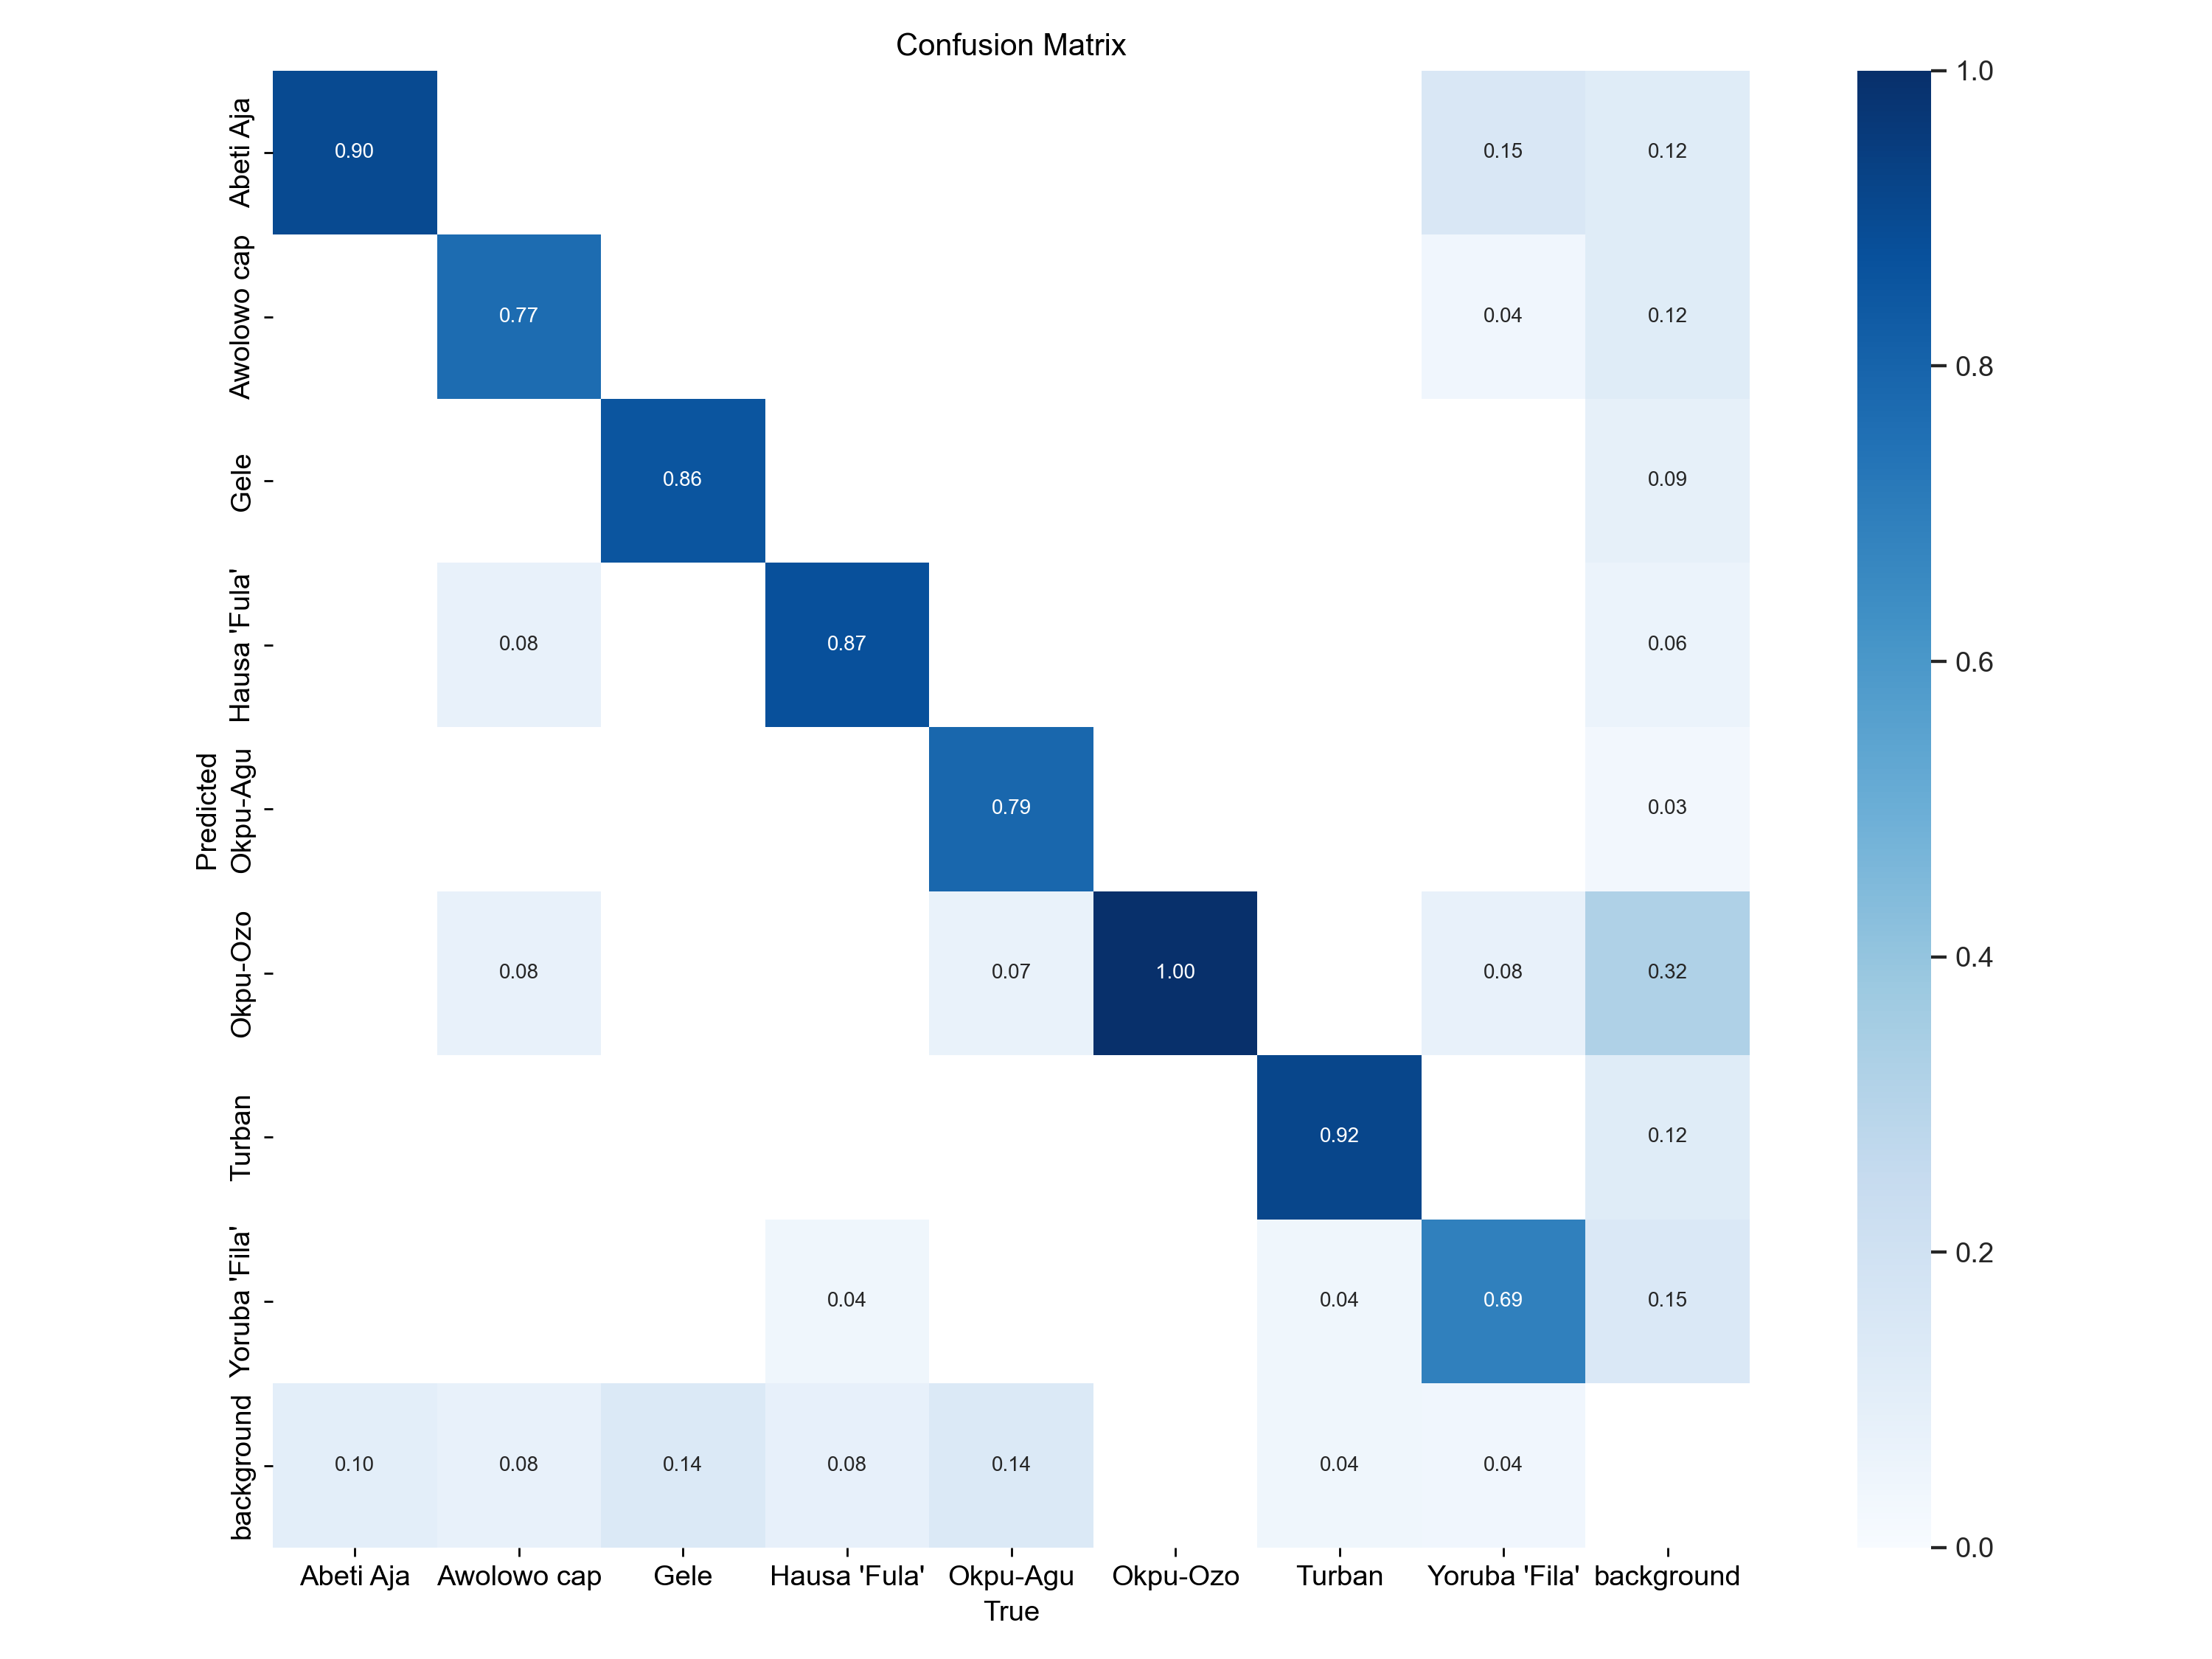 Confusion Matrix
Predicted
Abeti Aja
0.90
0.15
0.12
Awolowo cap
0.77
0.04
0.12
Gele
0.86
0.09
Hausa 'Fula'
0.08
0.87
0.06
Okpu-Agu
0.79
0.03
Okpu-Ozo
0.08
0.07
1.00
0.08
0.32
Turban
0.92
0.12
Yoruba 'Fila'
0.04
0.04
0.69
0.15
background
0.10
0.08
0.14
0.08
0.14
0.04
0.04
Abeti Aja
Awolowo cap
Gele
Hausa 'Fula'
Okpu-Agu
Okpu-Ozo
Turban
Yoruba 'Fila'
background
True
1.0
0.8
0.6
0.4
0.2
0.0